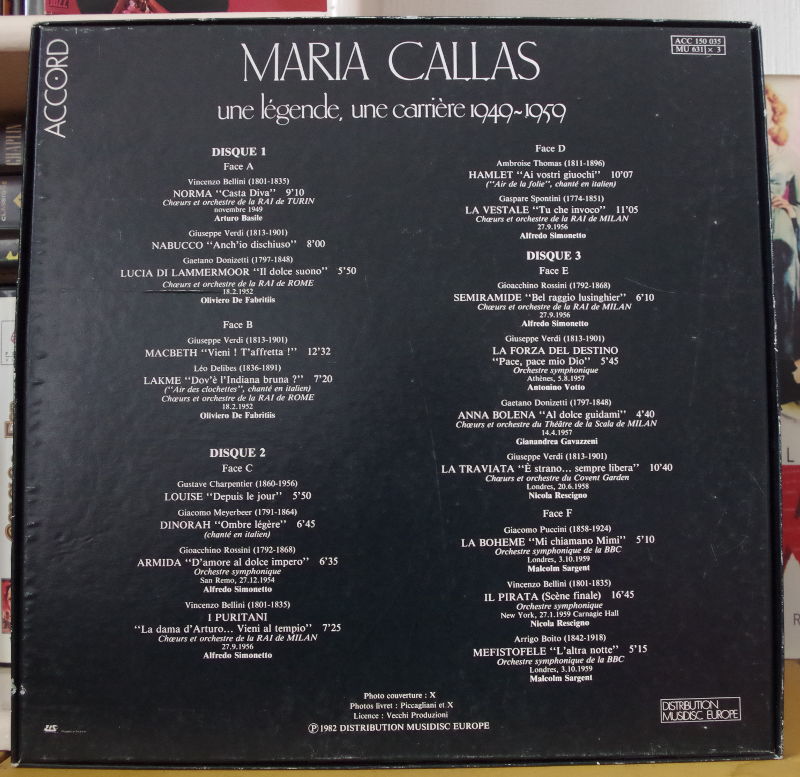 ACCORD
ACC 150 035
MU 631 x 3
MARIA CALLAS
une légende, une carrière 1949~1959
DISQUE 1
Face A
Vincenzo Bellini (1801-1835)
NORMA “Casta Diva” 9’10
Chœurs et orchestre de la RAI de TURIN
novembre 1949
Arturo Basile
Giuseppe Verdi (1813-1901)
NABUCCO “Anch’io dischiuso” 8’00
Gaetano Donizetti (1797-1848)
LUCIA DI LAMMERMOOR “Il dolce suono” 5’50
Chœurs et orchestre de la RAI de ROME
18.2.1952
Oliviero De Fabritiis
Face B
Giuseppe Verdi (1813-1901)
MACBETH “Vieni ! T’affretta !” 12’32
Léo Delibes (1836-1891)
LAKME “Dov’è l’Indiana bruna ?” 7’20
(“Air des clochettes”, chanté en italien)
Chœurs et orchestre de la RAI de ROME
18.2.1952
Oliviero De Fabritiis
DISQUE 2
Face C
Gustave Charpentier (1860-1956)
LOUISE “Depuis le jour” 5’50
Giacomo Meyerbeer (1791-1864)
DINORAH “Ombre légère” 6’45
(chanté en italien)
Gioacchino Rossini (1792-1868)
ARMIDA “D’amore al dolce impero” 6’35
Orchestre symphonique
San Remo, 27.12.1954
Alfredo Simonetto
Vincenzo Bellini (1801-1835)
I PURITANI
“La dama d’Arturo... Vieni al tempio” 7’25
Chœurs et orchestre de la RAI de MILAN
27.9.1956
Alfredo Simonetto
Face D
Ambroise Thomas (1811-1896)
HAMLET “Ai vostri giuochi” 10’07
(“Air de la folie”, chanté en italien)
Gaspare Spontini (1774-1851)
LA VESTALE “Tu che invoco” 11’05
Chœurs et orchestre de la RAI de MILAN
27.9.1956
Alfredo Simonetto
DISQUE 3
Face E
Gioacchino Rossini (1792-1868)
SEMIRAMIDE “Bel raggio lusinghier” 6’10
Chœurs et orchestre de la RAI de MILAN
27.9.1956
Alfredo Simonetto
Giuseppe Verdi (1813-1901)
LA FORZA DEL DESTINO
“Pace, pace mio Dio” 5’45
Orchestre symphonique
Athènes, 5.8.1957
Antonino Votto
Gaetano Donizetti (1797-1848)
ANNA BOLENA “Al dolce guidami” 4’40
Chœurs et orchestre du Théâtre de la Scala de MILAN
14.4.1957
Gianandrea Gavazzeni
Giuseppe Verdi (1813-1901)
LA TRAVIATA “È strano... sempre libera” 10’40
Chœurs et orchestre du Covent Garden
Londres, 20.6.1958
Nicola Rescigno
Face F
Giacomo Puccini (1858-1924)
LA BOHEME “Mi chiamano Mimi” 5’10
Orchestre symphonique de la BBC
Londres, 3.10.1959
Malcolm Sargent
Vincenzo Bellini (1801-1835)
IL PIRATA (Scène finale) 16’45
Orchestre symphonique
New York, 27.1.1959 Carnegie Hall
Nicola Rescigno
Arrigo Boito (1842-1918)
MEFISTOFELE “L’altra notte” 5’15
Orchestre symphonique de la BBC
Londres, 3.10.1959
Malcolm Sargent
Photo couverture : X
Photos livret : Piccagliani et X
Licence : Vecchi Produzioni
Ⓟ 1982 DISTRIBUTION MUSIDISC EUROPE
DISTRIBUTION
MUSIDISC EUROPE
CHAPLIN